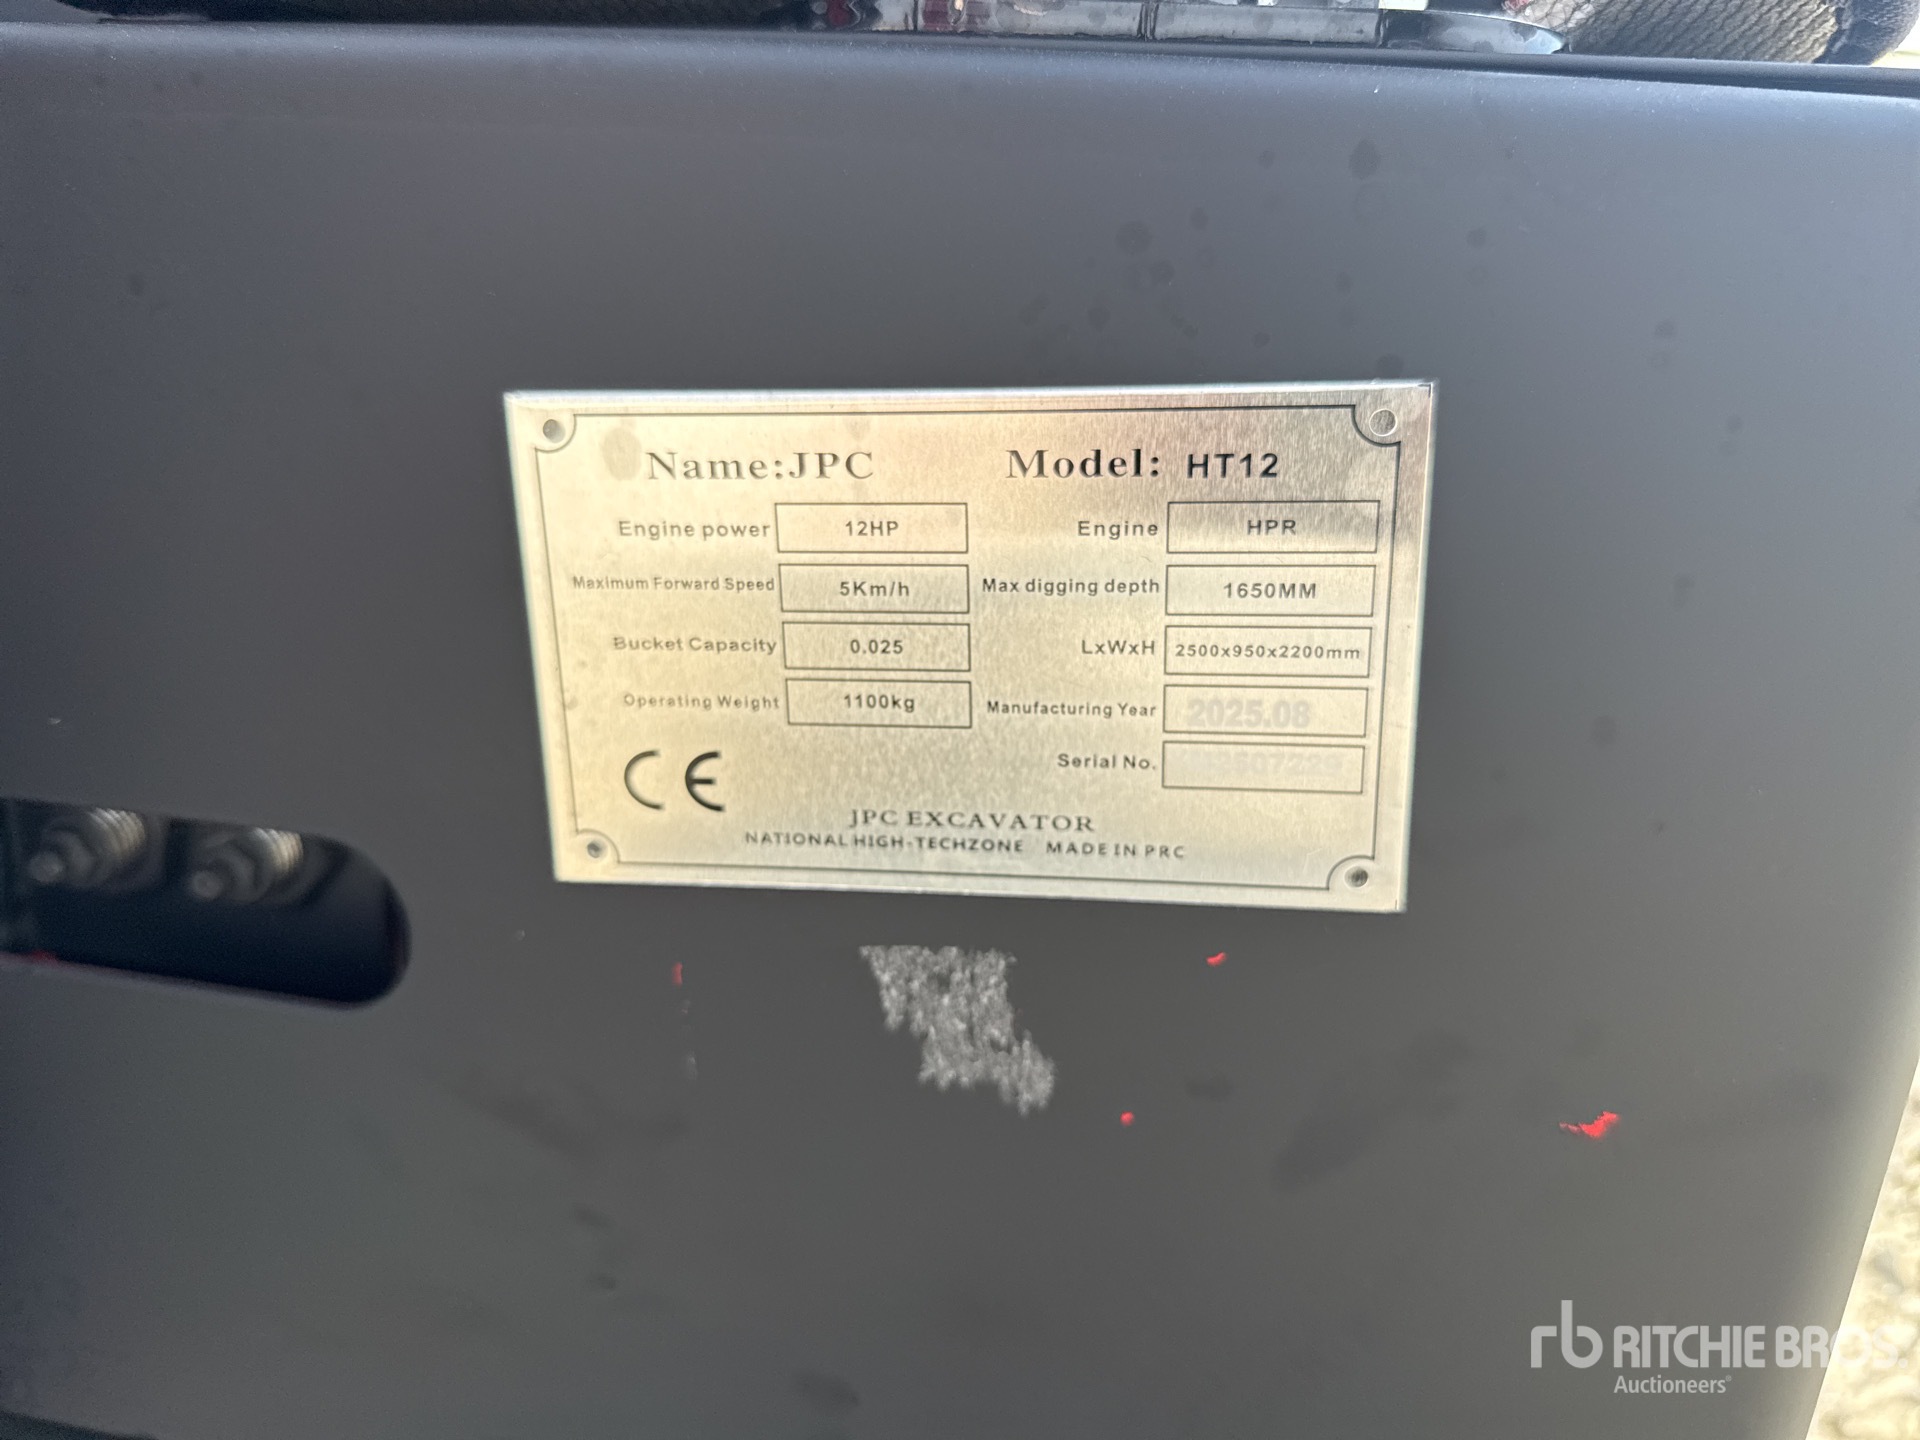 Name:JPC Model: HT12
Engine power 12HP Engine HPR
Maximum Forward Speed 5Km/h Max digging depth 1650MM
Bucket Capacity 0.025 LxWxH 2500x950x2200mm
Operating Weight 1100kg Manufacturing Year 2025.08
Serial No.
CE
JPC EXCAVATOR
NATIONAL HIGH-TECHZONE MADE IN PRC
rb RITCHIE BROS.
Auctioneers®